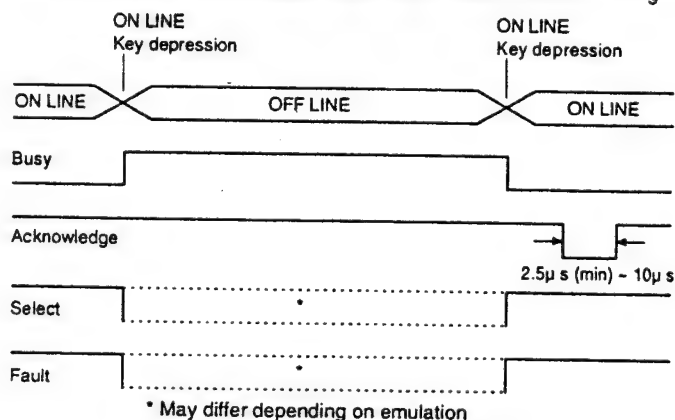 ON LINE
Key depression
ON LINE
Key depression
ON LINE
OFF LINE
ON LINE
Busy
Acknowledge
2.5μ s (min) ~ 10μ s
Select
*
Fault
*
* May differ depending on emulation